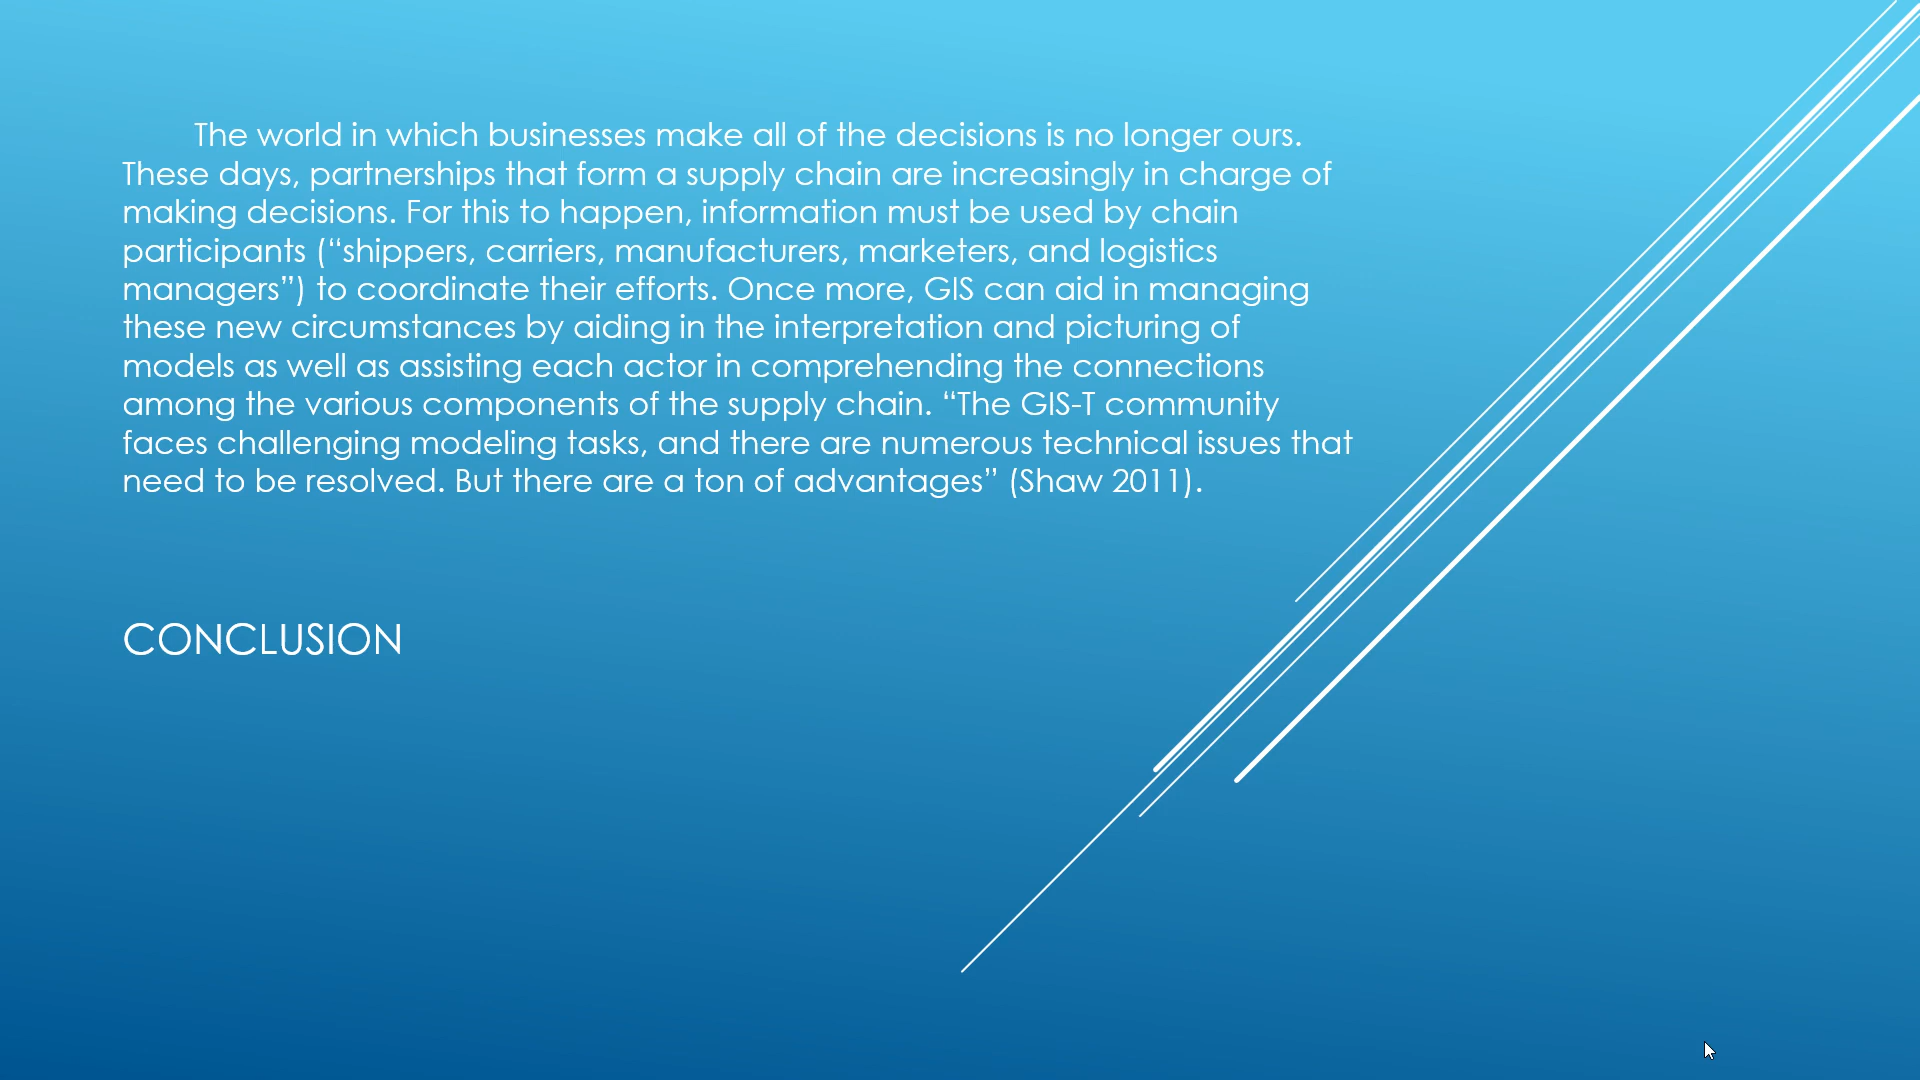 The world in which businesses make all of the decisions is no longer ours.
These days, partnerships that form a supply chain are increasingly in charge of
making decisions. For this to happen, information must be used by chain
participants (“shippers, carriers, manufacturers, marketers, and logistics
managers”) to coordinate their efforts. Once more, GIS can aid in managing
these new circumstances by aiding in the interpretation and picturing of
models as well as assisting each actor in comprehending the connections
among the various components of the supply chain. “The GIS-T community
faces challenging modeling tasks, and there are numerous technical issues that
need to be resolved. But there are a ton of advantages” (Shaw 2011).
CONCLUSION